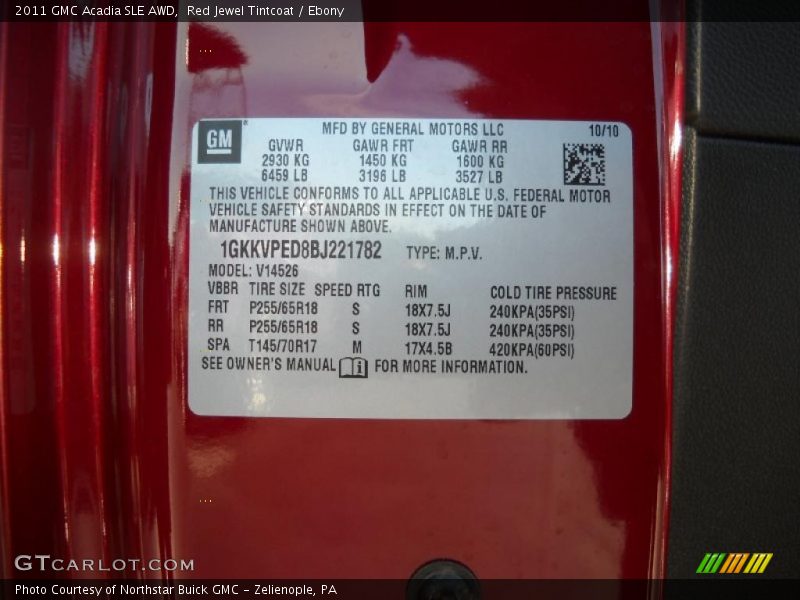 2011 GMC Acadia SLE AWD, Red Jewel Tintcoat / Ebony
GM
MFD BY GENERAL MOTORS LLC 10/10
GVWR GAWR FRT GAWR RR
2930 KG 1450 KG 1600 KG
6459 LB 3196 LB 3527 LB
THIS VEHICLE CONFORMS TO ALL APPLICABLE U.S. FEDERAL MOTOR
VEHICLE SAFETY STANDARDS IN EFFECT ON THE DATE OF
MANUFACTURE SHOWN ABOVE.
1GKKVPED8BJ221782 TYPE: M.P.V.
MODEL: V14526
VBBR TIRE SIZE SPEED RTG RIM COLD TIRE PRESSURE
FRT P255/65R18 S 18X7.5J 240KPA(35PSI)
RR P255/65R18 S 18X7.5J 240KPA(35PSI)
SPA T145/70R17 M 17X4.5B 420KPA(60PSI)
SEE OWNER'S MANUAL i FOR MORE INFORMATION.
GTCARLOT.COM
Photo Courtesy of Northstar Buick GMC – Zelienople, PA